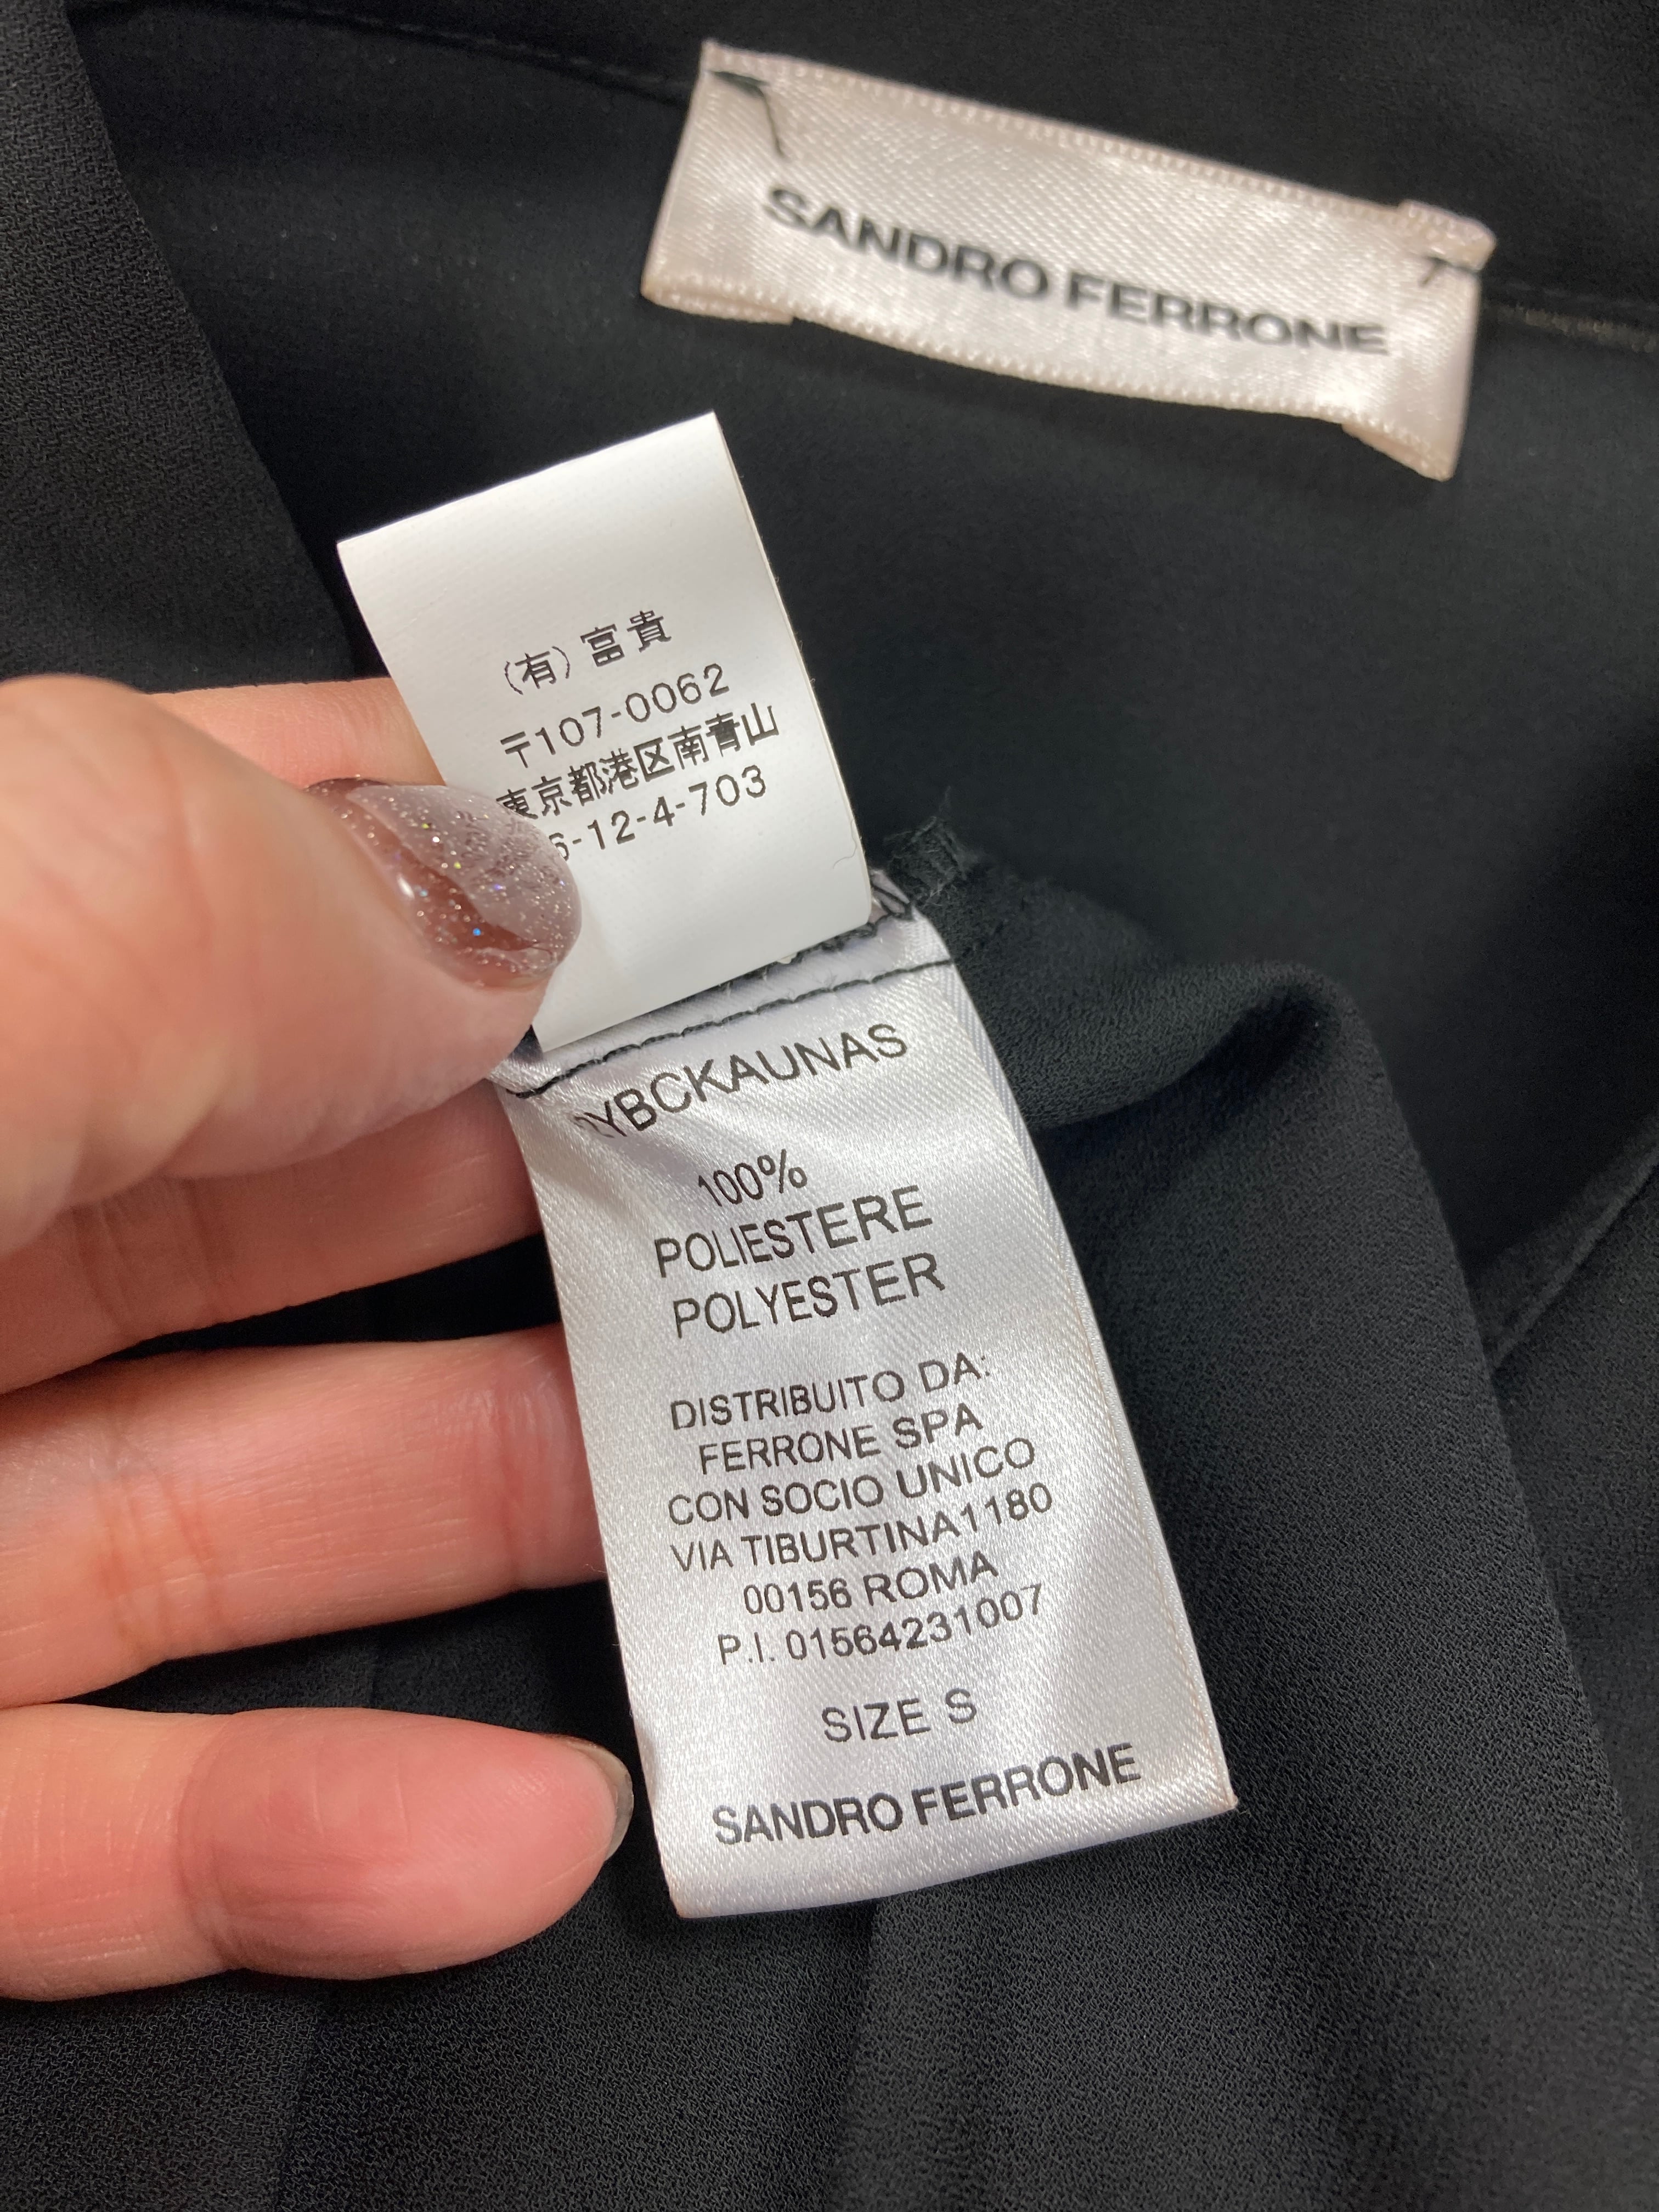 SANDRO FERRONE
(有) 富貴
〒107-0062
東京都港区南青山
6-12-4-703
100%
POLIESTERE
POLYESTER
DISTRIBUITO DA:
FERRONE SPA
CON SOCIO UNICO
VIA TIBURTINA1180
00156 ROMA
P.I. 01564231007
SIZE S
SANDRO FERRONE